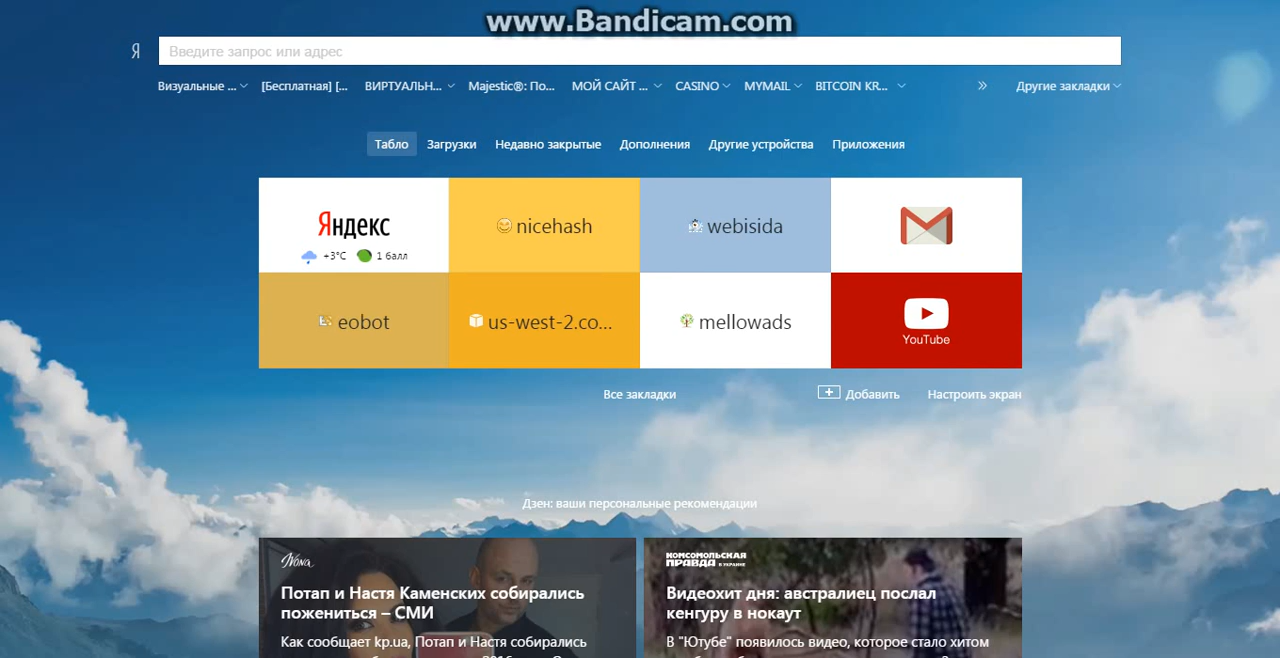 www.Bandicam.com
Я Введите запрос или адрес
Визуальные ... [Бесплатная] [... ВИРТУАЛЬН... Majestic®: По... МОЙ САЙТ ... CASINO MYMAIL BITCOIN KR... » Другие закладки
Табло Загрузки Недавно закрытые Дополнения Другие устройства Приложения
Яндекс nicehash webisida
+3°C 1 балл
eobot us-west-2.co... mellowads YouTube
Все закладки Добавить Настроить экран
Дзен: ваши персональные рекомендации
Nona
Потап и Настя Каменских собирались
пожениться – СМИ
Как сообщает kp.ua, Потап и Настя собирались
КОМСОМОЛЬСКАЯ
ПРАВДА В УКРАИНЕ
Видеохит дня: австралиец послал
кенгуру в нокаут
В "Ютубе" появилось видео, которое стало хитом